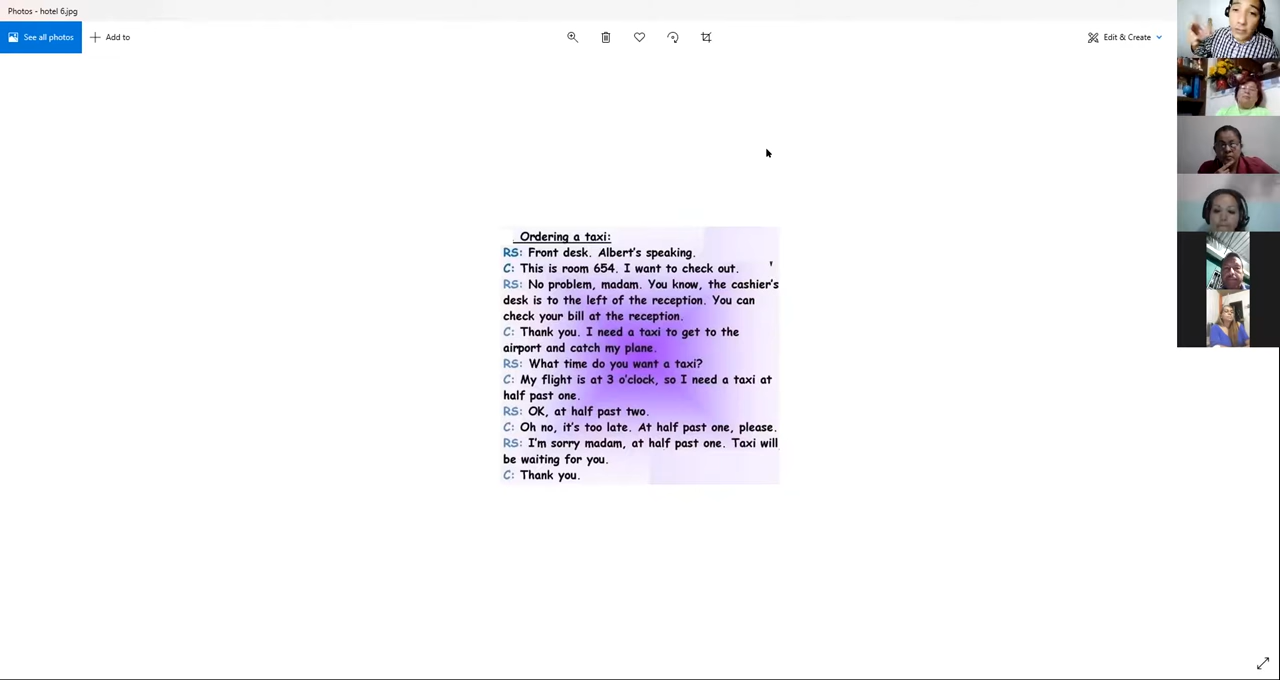 Photos - hotel 6.jpg
See all photos
Add to
Edit & Create
Ordering a taxi:
RS: Front desk. Albert's speaking.
C: This is room 654. I want to check out.
RS: No problem, madam. You know, the cashier's
desk is to the left of the reception. You can
check your bill at the reception.
C: Thank you. I need a taxi to get to the
airport and catch my plane.
RS: What time do you want a taxi?
C: My flight is at 3 o'clock, so I need a taxi at
half past one.
RS: OK, at half past two.
C: Oh no, it's too late. At half past one, please.
RS: I'm sorry madam, at half past one. Taxi will
be waiting for you.
C: Thank you.